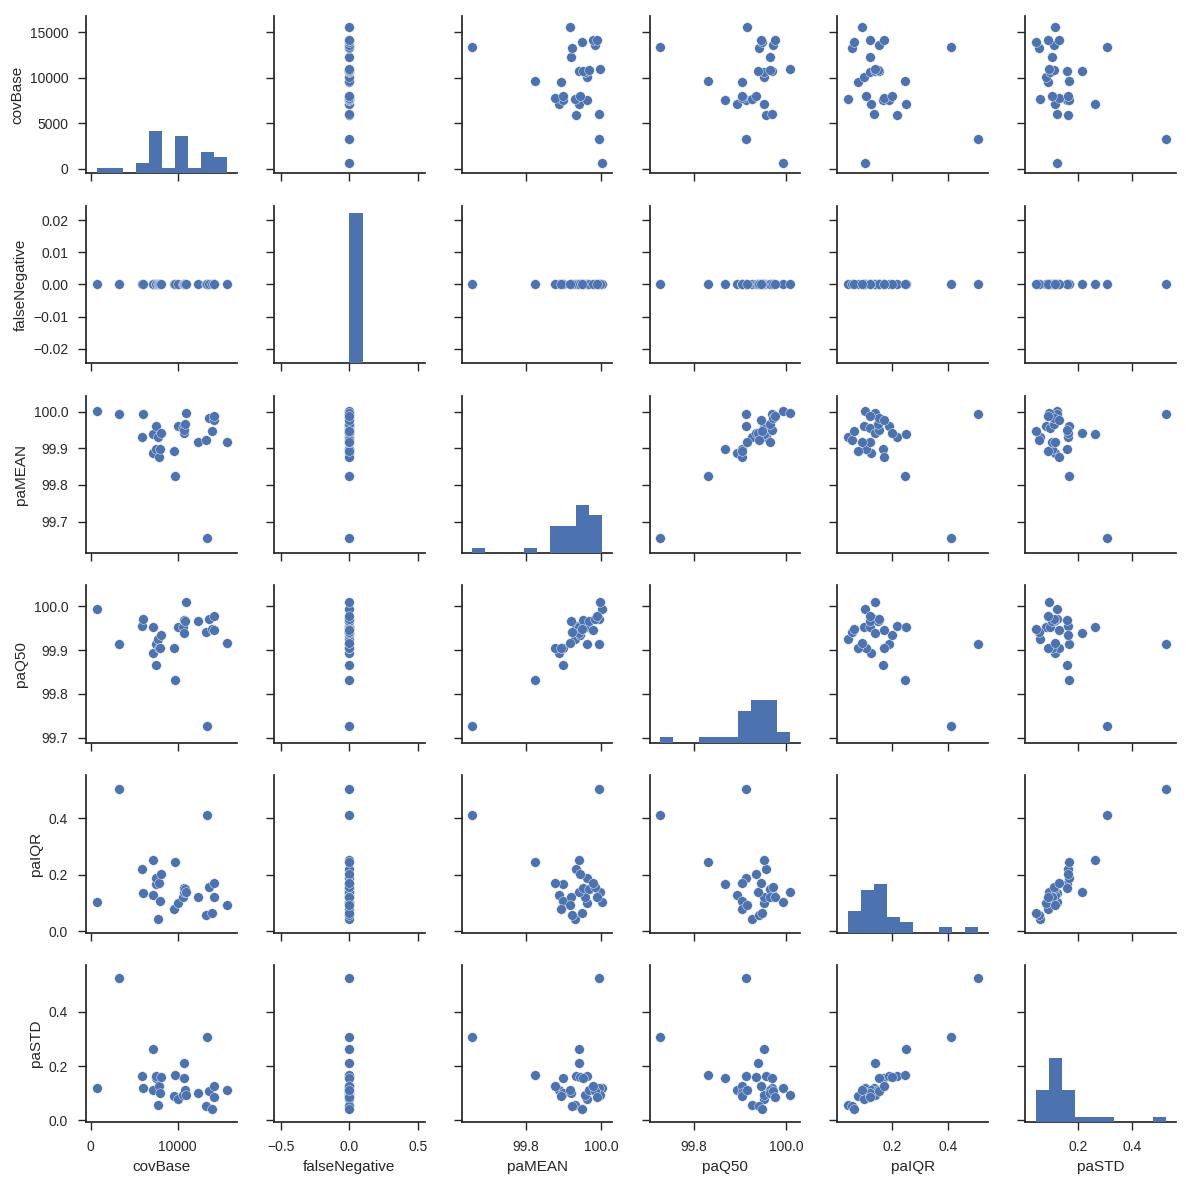 15000
10000
5000
0
covBase
0.02
0.01
0.00
−0.01
−0.02
falseNegative
100.0
99.9
99.8
99.7
paMEAN
100.0
99.9
99.8
99.7
paQ50
0.4
0.2
0.0
paIQR
0.4
0.2
0.0
paSTD
0 10000 −0.5 0.0 0.5 99.8 100.0 99.8 100.0 0.2 0.4 0.2 0.4
covBase falseNegative paMEAN paQ50 paIQR paSTD